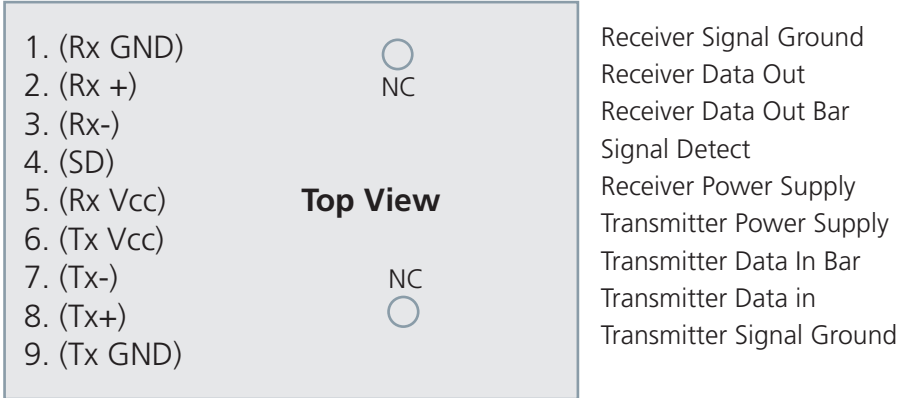 1. (Rx GND)
2. (Rx +)
3. (Rx-)
4. (SD)
5. (Rx Vcc)
6. (Tx Vcc)
7. (Tx-)
8. (Tx+)
9. (Tx GND)
NC
Top View
NC
Receiver Signal Ground
Receiver Data Out
Receiver Data Out Bar
Signal Detect
Receiver Power Supply
Transmitter Power Supply
Transmitter Data In Bar
Transmitter Data in
Transmitter Signal Ground